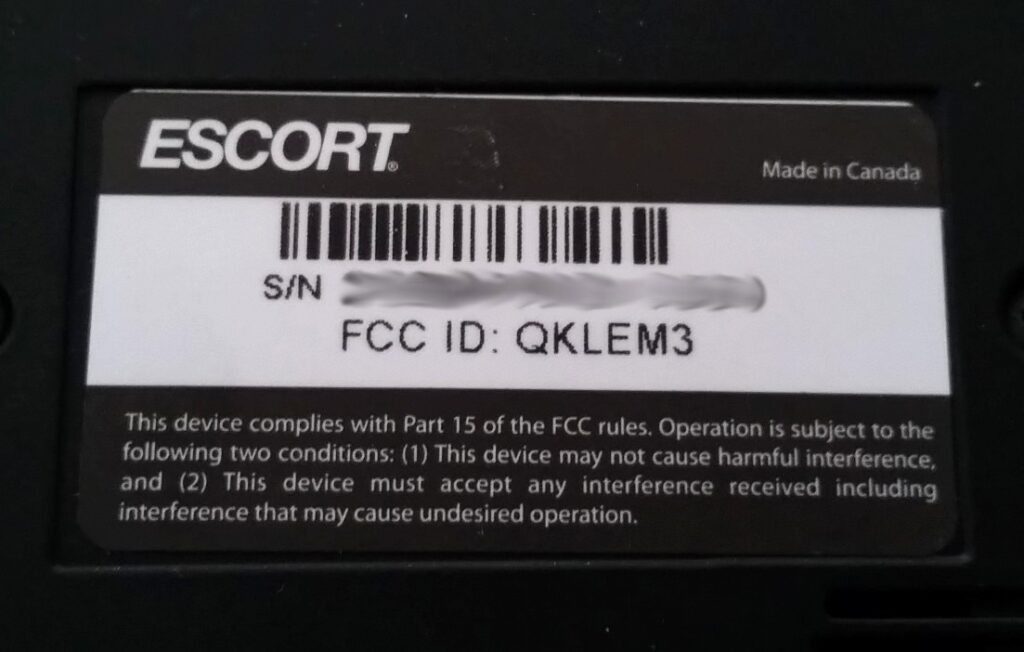 ESCORT®
Made in Canada
S/N
FCC ID: QKLEM3
This device complies with Part 15 of the FCC rules. Operation is subject to the
following two conditions: (1) This device may not cause harmful interference,
and (2) This device must accept any interference received including
interference that may cause undesired operation.